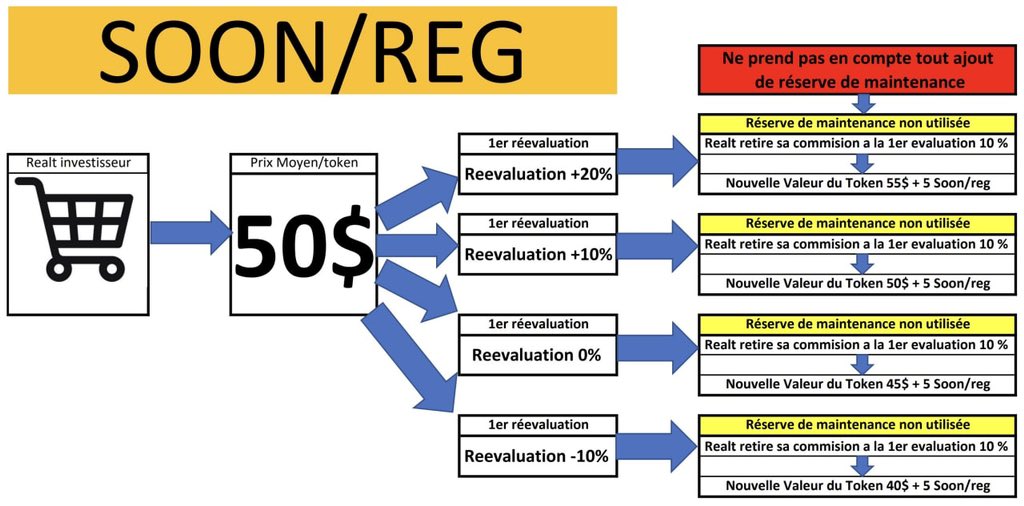 SOON/REG
Ne prend pas en compte tout ajout
de réserve de maintenance
Realt investisseur
Prix Moyen/token
50$
1er réevaluation
Reevaluation +20%
Réserve de maintenance non utilisée
Realt retire sa commision a la 1er evaluation 10 %
Nouvelle Valeur du Token 55$ + 5 Soon/reg
1er réevaluation
Reevaluation +10%
Réserve de maintenance non utilisée
Realt retire sa commision a la 1er evaluation 10 %
Nouvelle Valeur du Token 50$ + 5 Soon/reg
1er réevaluation
Reevaluation 0%
Réserve de maintenance non utilisée
Realt retire sa commision a la 1er evaluation 10 %
Nouvelle Valeur du Token 45$ + 5 Soon/reg
1er réevaluation
Reevaluation -10%
Réserve de maintenance non utilisée
Realt retire sa commision a la 1er evaluation 10 %
Nouvelle Valeur du Token 40$ + 5 Soon/reg